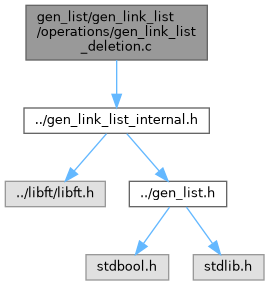 gen_list/gen_link_list
/operations/gen_link_list
_deletion.c
../gen_link_list_internal.h
../libft/libft.h
../gen_list.h
stdbool.h
stdlib.h